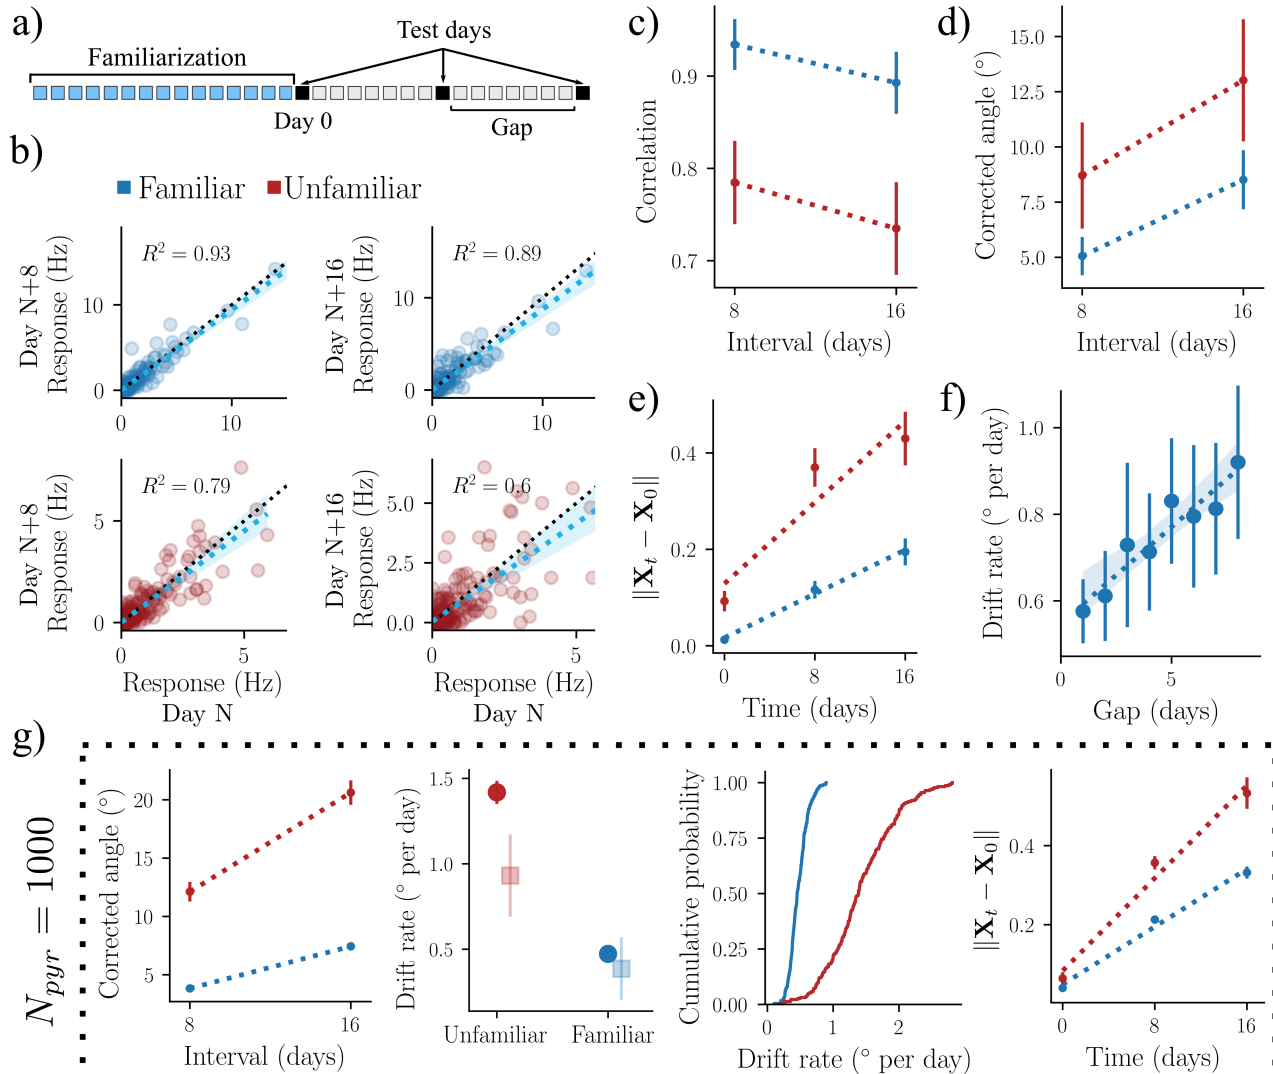 a)
Test days
Familiarization
Day 0
Gap
b)
Familiar
Unfamiliar
Day N+8
Response (Hz)
R² = 0.93
10
0
0
10
Day N+16
Response (Hz)
R² = 0.89
10
0
0
10
Day N+8
Response (Hz)
R² = 0.79
5
0
0
5
Response (Hz)
Day N
Day N+16
Response (Hz)
R² = 0.6
5.0
2.5
0.0
0
5
Response (Hz)
Day N
c)
Correlation
0.9
0.8
0.7
8
16
Interval (days)
d)
Corrected angle (°)
15.0
12.5
10.0
7.5
5.0
8
16
Interval (days)
e)
‖X_t − X_0‖
0.4
0.2
0.0
0
8
16
Time (days)
f)
Drift rate (° per day)
1.0
0.8
0.6
0
5
Gap (days)
g)
N_pyr = 1000
Corrected angle (°)
20
15
10
5
8
16
Interval (days)
Drift rate (° per day)
1.5
1.0
0.5
Unfamiliar
Familiar
Cumulative probability
1.00
0.75
0.50
0.25
0.00
0
1
2
Drift rate (° per day)
‖X_t − X_0‖
0.4
0.2
0
8
16
Time (days)